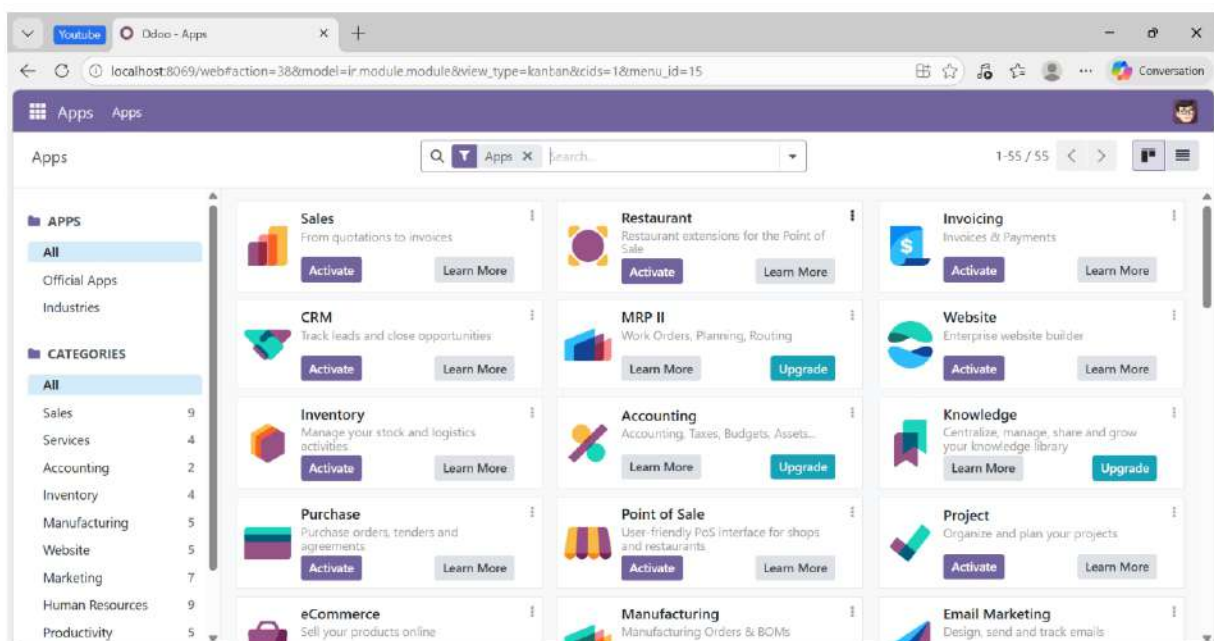 Youtube
Odoo - Apps
localhost:8069/web#action=38&model=ir.module.module&view_type=kanban&cids=1&menu_id=15
Conversation
Apps Apps
Apps
Apps
Search...
1-55 / 55
APPS
All
Official Apps
Industries
CATEGORIES
All
Sales 9
Services 4
Accounting 2
Inventory 4
Manufacturing 5
Website 5
Marketing 7
Human Resources 9
Productivity 5
Sales
From quotations to invoices
Activate
Learn More
Restaurant
Restaurant extensions for the Point of
Sale
Activate
Learn More
Invoicing
Invoices & Payments
Activate
Learn More
CRM
Track leads and close opportunities
Activate
Learn More
MRP II
Work Orders, Planning, Routing
Learn More
Upgrade
Website
Enterprise website builder
Activate
Learn More
Inventory
Manage your stock and logistics
activities
Activate
Learn More
Accounting
Accounting, Taxes, Budgets, Assets...
Learn More
Upgrade
Knowledge
Centralize, manage, share and grow
your knowledge library
Learn More
Upgrade
Purchase
Purchase orders, tenders and
agreements
Activate
Learn More
Point of Sale
User-friendly PoS interface for shops
and restaurants
Activate
Learn More
Project
Organize and plan your projects
Activate
Learn More
eCommerce
Sell your products online
Manufacturing
Manufacturing Orders & BOMs
Email Marketing
Design, send and track emails